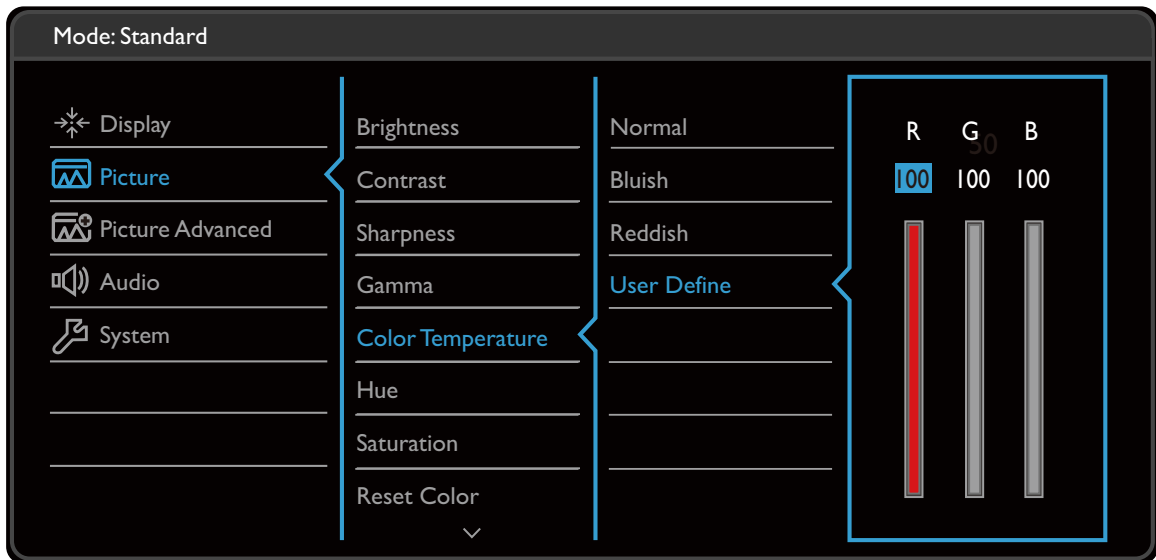 Mode: Standard
Display
Picture
Picture Advanced
Audio
System
Brightness
Contrast
Sharpness
Gamma
Color Temperature
Hue
Saturation
Reset Color
Normal
Bluish
Reddish
User Define
R G B
50
100 100 100